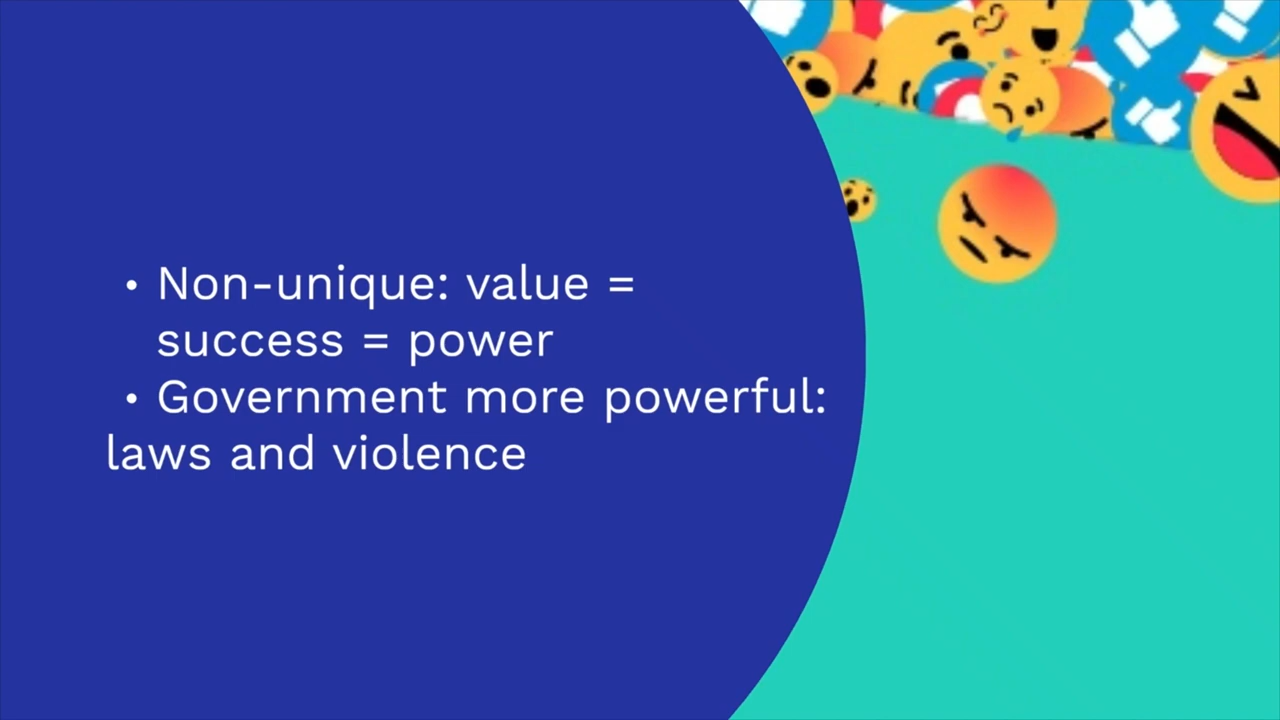 • Non-unique: value =
success = power
• Government more powerful:
laws and violence